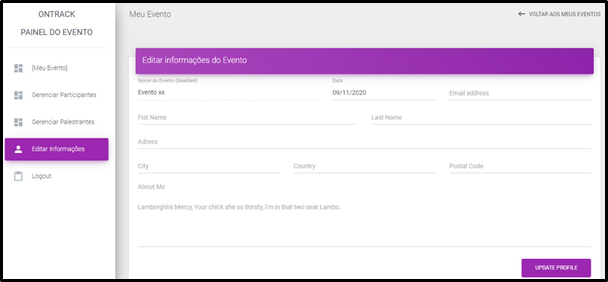 ONTRACK
PAINEL DO EVENTO
[Meu Evento]
Gerenciar Participantes
Gerenciar Palestrantes
Editar Informações
Logout
Meu Evento
VOLTAR AOS MEUS EVENTOS
Editar informações do Evento
Nome do Evento (disabled)
Data
Evento xx
09/11/2020
Email address
Fist Name
Last Name
Adress
City
Country
Postal Code
About Me
Lamborghini Mercy, Your chick she so thirsty, I'm in that two seat Lambo.
UPDATE PROFILE